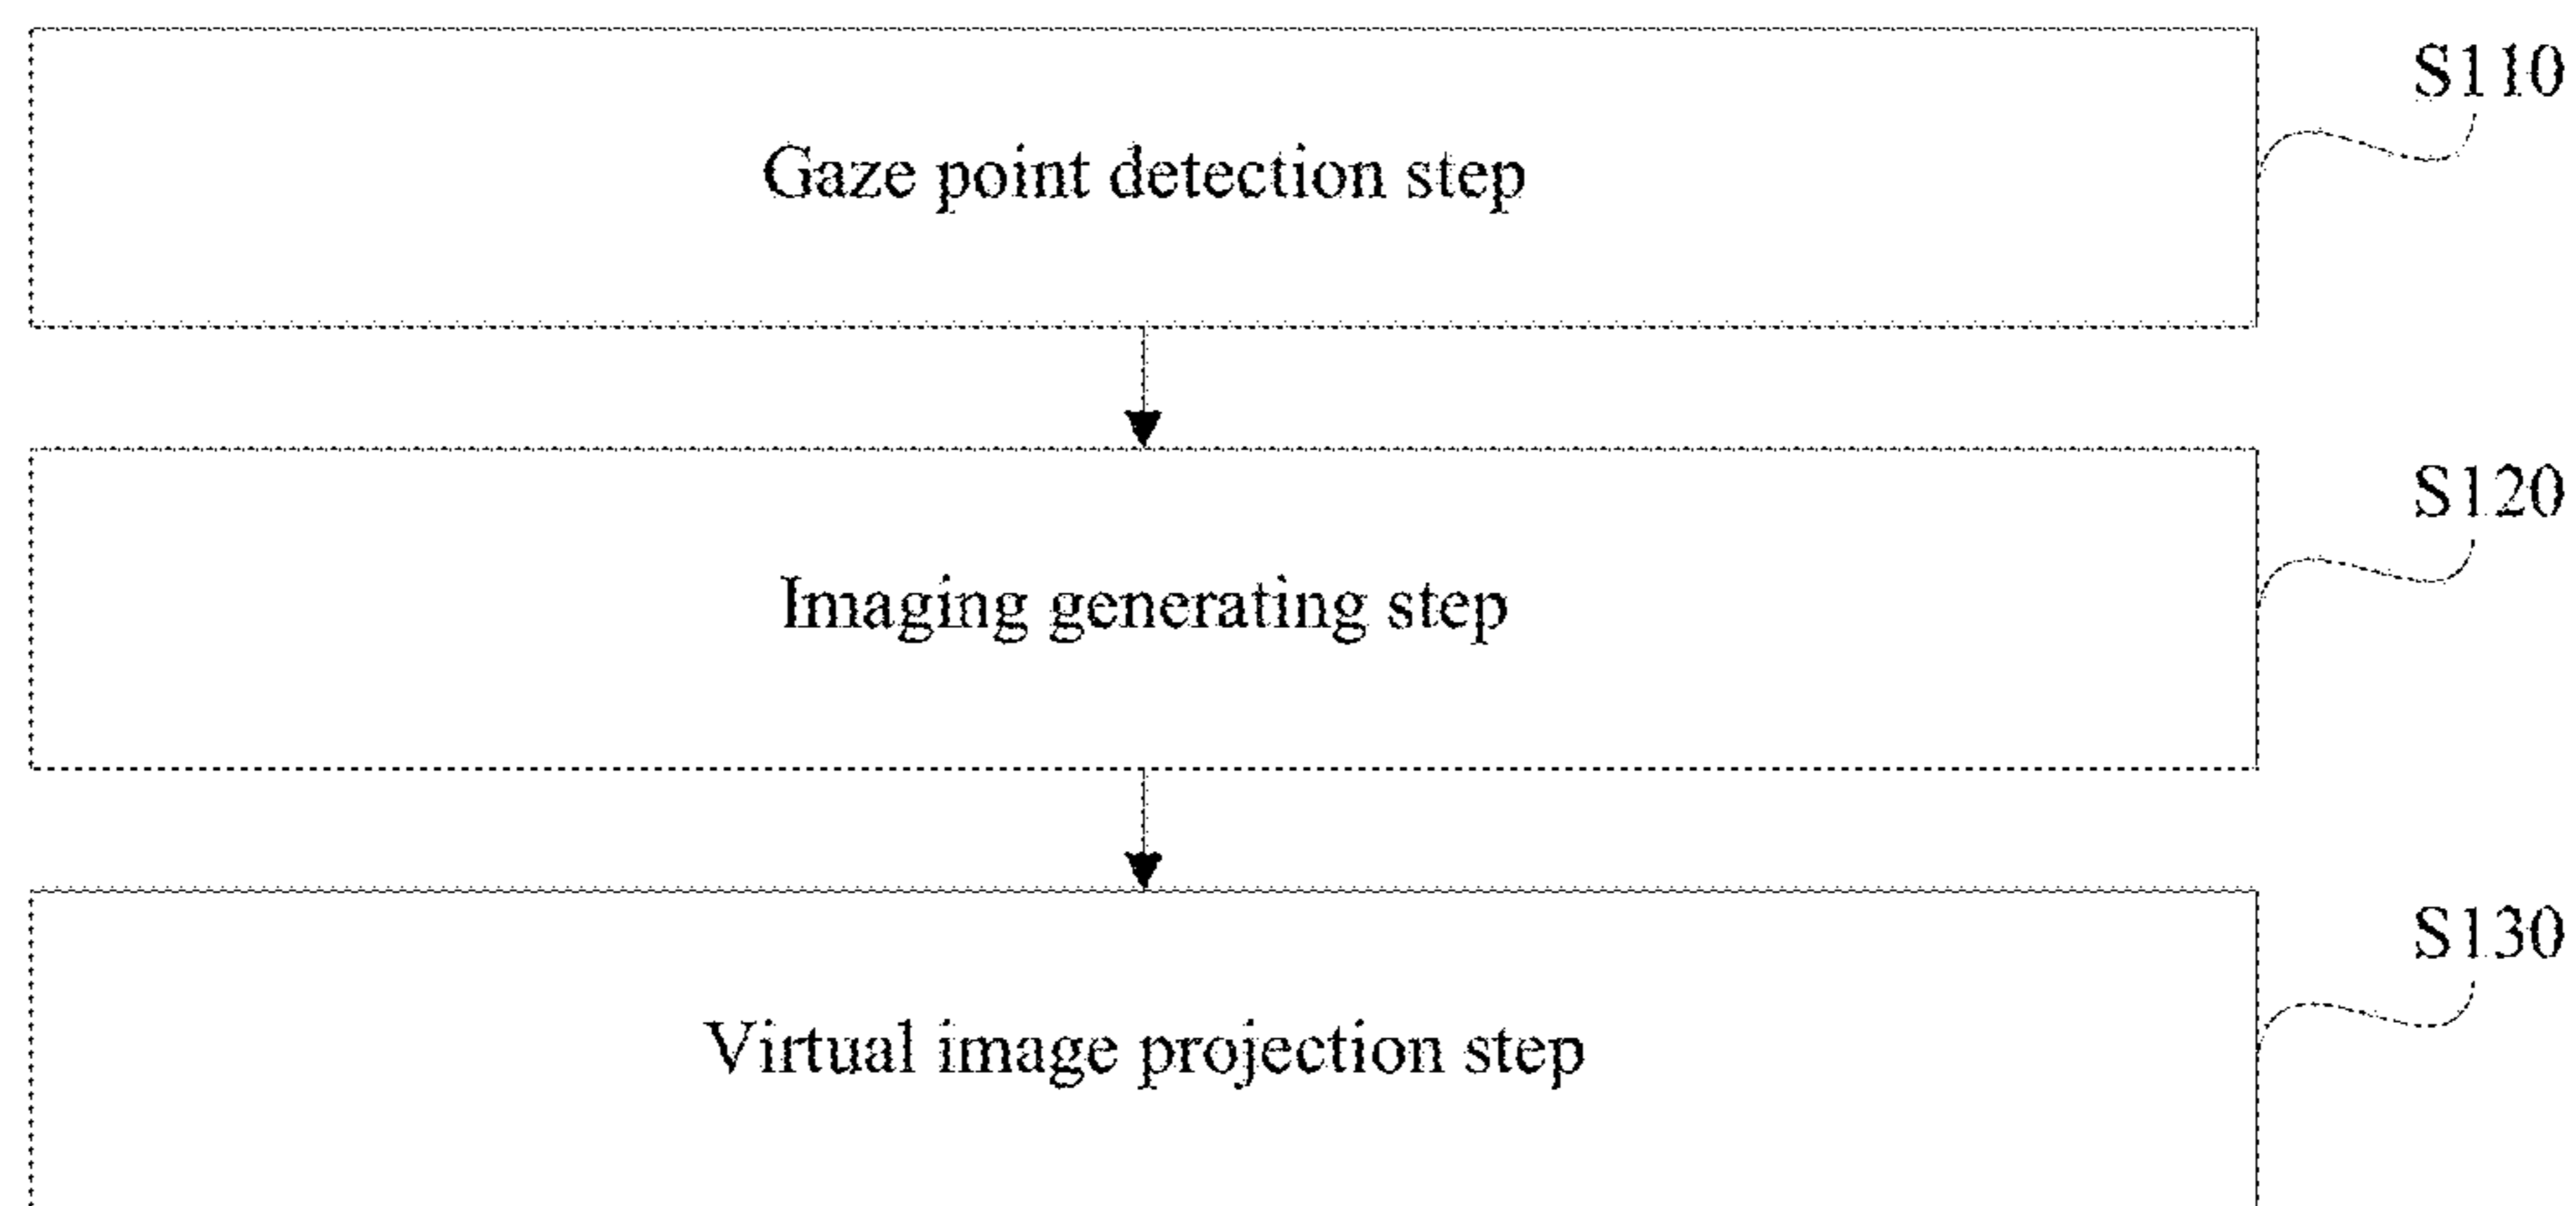 S110
Gaze point detection step
S120
Imaging generating step
S130
Virtual image projection step